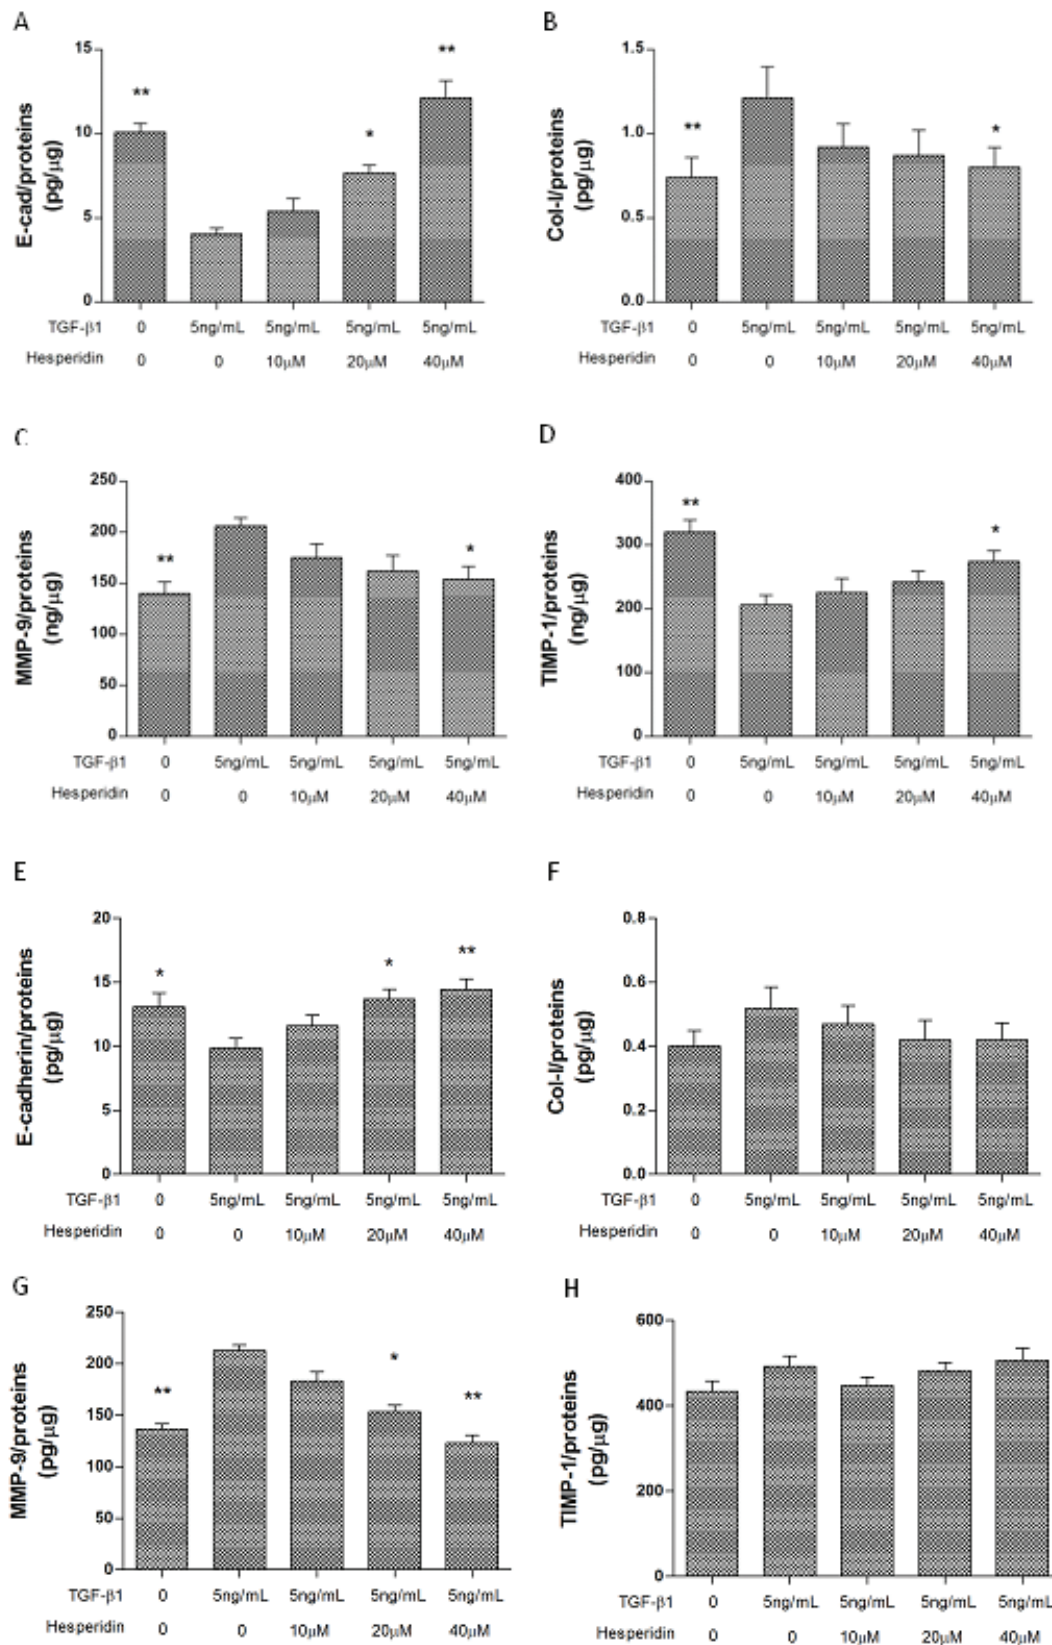 A
E-cad/proteins
(pg/μg)
15
10
5
0
**
*
**
TGF-β1 0 5ng/mL 5ng/mL 5ng/mL 5ng/mL
Hesperidin 0 0 10μM 20μM 40μM
B
Col-I/proteins
(pg/μg)
1.5
1.0
0.5
0.0
**
*
TGF-β1 0 5ng/mL 5ng/mL 5ng/mL 5ng/mL
Hesperidin 0 0 10μM 20μM 40μM
C
MMP-9/proteins
(ng/μg)
250
200
150
100
50
0
**
*
TGF-β1 0 5ng/mL 5ng/mL 5ng/mL 5ng/mL
Hesperidin 0 0 10μM 20μM 40μM
D
TIMP-1/proteins
(ng/μg)
400
300
200
100
0
**
*
TGF-β1 0 5ng/mL 5ng/mL 5ng/mL 5ng/mL
Hesperidin 0 0 10μM 20μM 40μM
E
E-cadherin/proteins
(pg/μg)
20
15
10
5
0
*
*
**
TGF-β1 0 5ng/mL 5ng/mL 5ng/mL 5ng/mL
Hesperidin 0 0 10μM 20μM 40μM
F
Col-I/proteins
(pg/μg)
0.8
0.6
0.4
0.2
0.0
TGF-β1 0 5ng/mL 5ng/mL 5ng/mL 5ng/mL
Hesperidin 0 0 10μM 20μM 40μM
G
MMP-9/proteins
(pg/μg)
250
200
150
100
50
0
**
*
**
TGF-β1 0 5ng/mL 5ng/mL 5ng/mL 5ng/mL
Hesperidin 0 0 10μM 20μM 40μM
H
TIMP-1/proteins
(pg/μg)
600
400
200
0
TGF-β1 0 5ng/mL 5ng/mL 5ng/mL 5ng/mL
Hesperidin 0 0 10μM 20μM 40μM